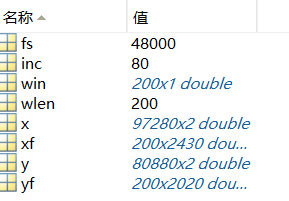 名称 值
fs 48000
inc 80
win 200x1 double
wlen 200
x 97280x2 double
xf 200x2430 dou...
y 80880x2 double
yf 200x2020 dou...